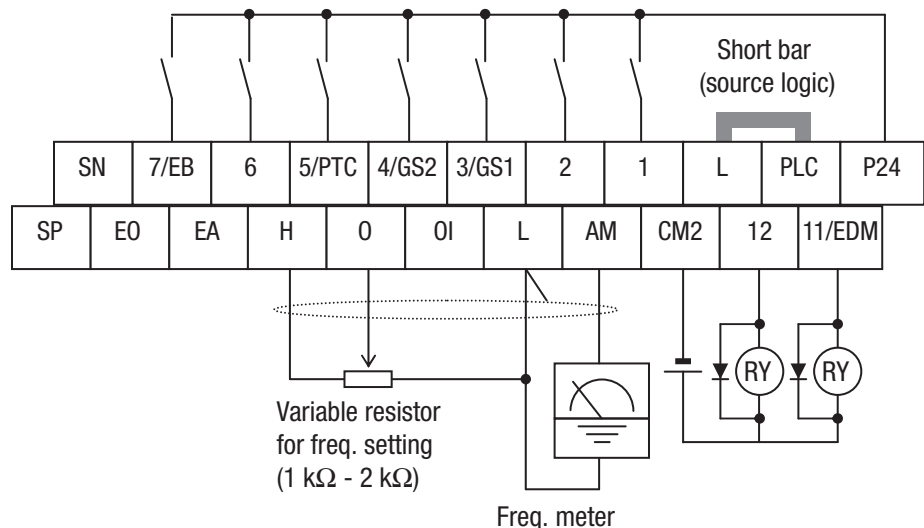 Short bar
(source logic)
SN 7/EB 6 5/PTC 4/GS2 3/GS1 2 1 L PLC P24
SP EO EA H O OI L AM CM2 12 11/EDM
RY RY
Variable resistor
for freq. setting
(1 kΩ - 2 kΩ)
Freq. meter